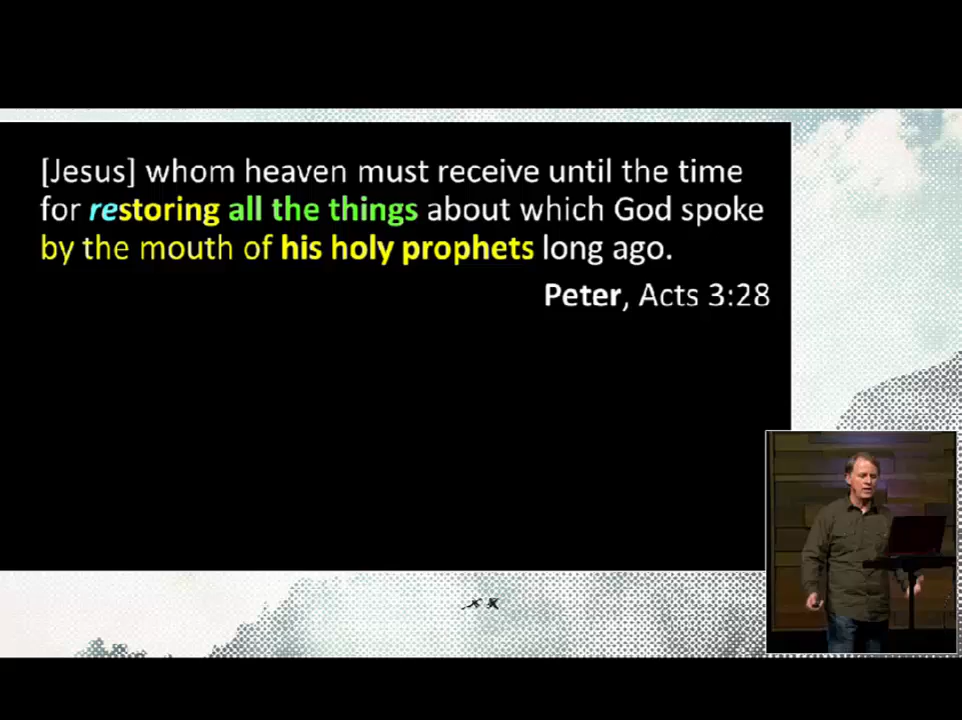 [Jesus] whom heaven must receive until the time
for restoring all the things about which God spoke
by the mouth of his holy prophets long ago.
Peter, Acts 3:28